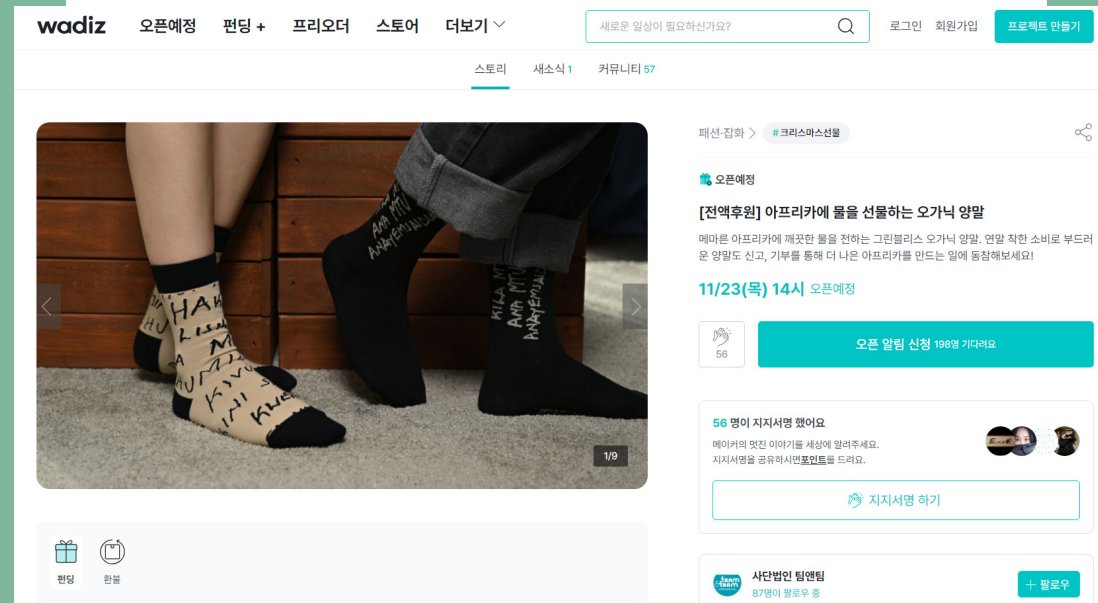 wadiz 오픈예정 펀딩 + 프리오더 스토어 더보기 새로운 일상이 필요하신가요? 로그인 회원가입 프로젝트 만들기
스토리 새소식 1 커뮤니티 57
패션·잡화 > #크리스마스선물
오픈예정
[전액후원] 아프리카에 물을 선물하는 오가닉 양말
메마른 아프리카에 깨끗한 물을 전하는 그린블리스 오가닉 양말. 연말 착한 소비로 부드러
운 양말도 신고, 기부를 통해 더 나은 아프리카를 만드는 일에 동참해보세요!
11/23(목) 14시 오픈예정
56
오픈 알림 신청 198명 기다려요
56 명이 지지서명 했어요
메이커의 멋진 이야기를 세상에 알려주세요.
지지서명을 공유하시면포인트를 드려요.
지지서명 하기
사단법인 팀앤팀
87명이 팔로우 중
+ 팔로우
TEAM
&TEAM
HAK
KILA MTU
ANA MTU
ANAYEMJALI
1/9
펀딩 환불